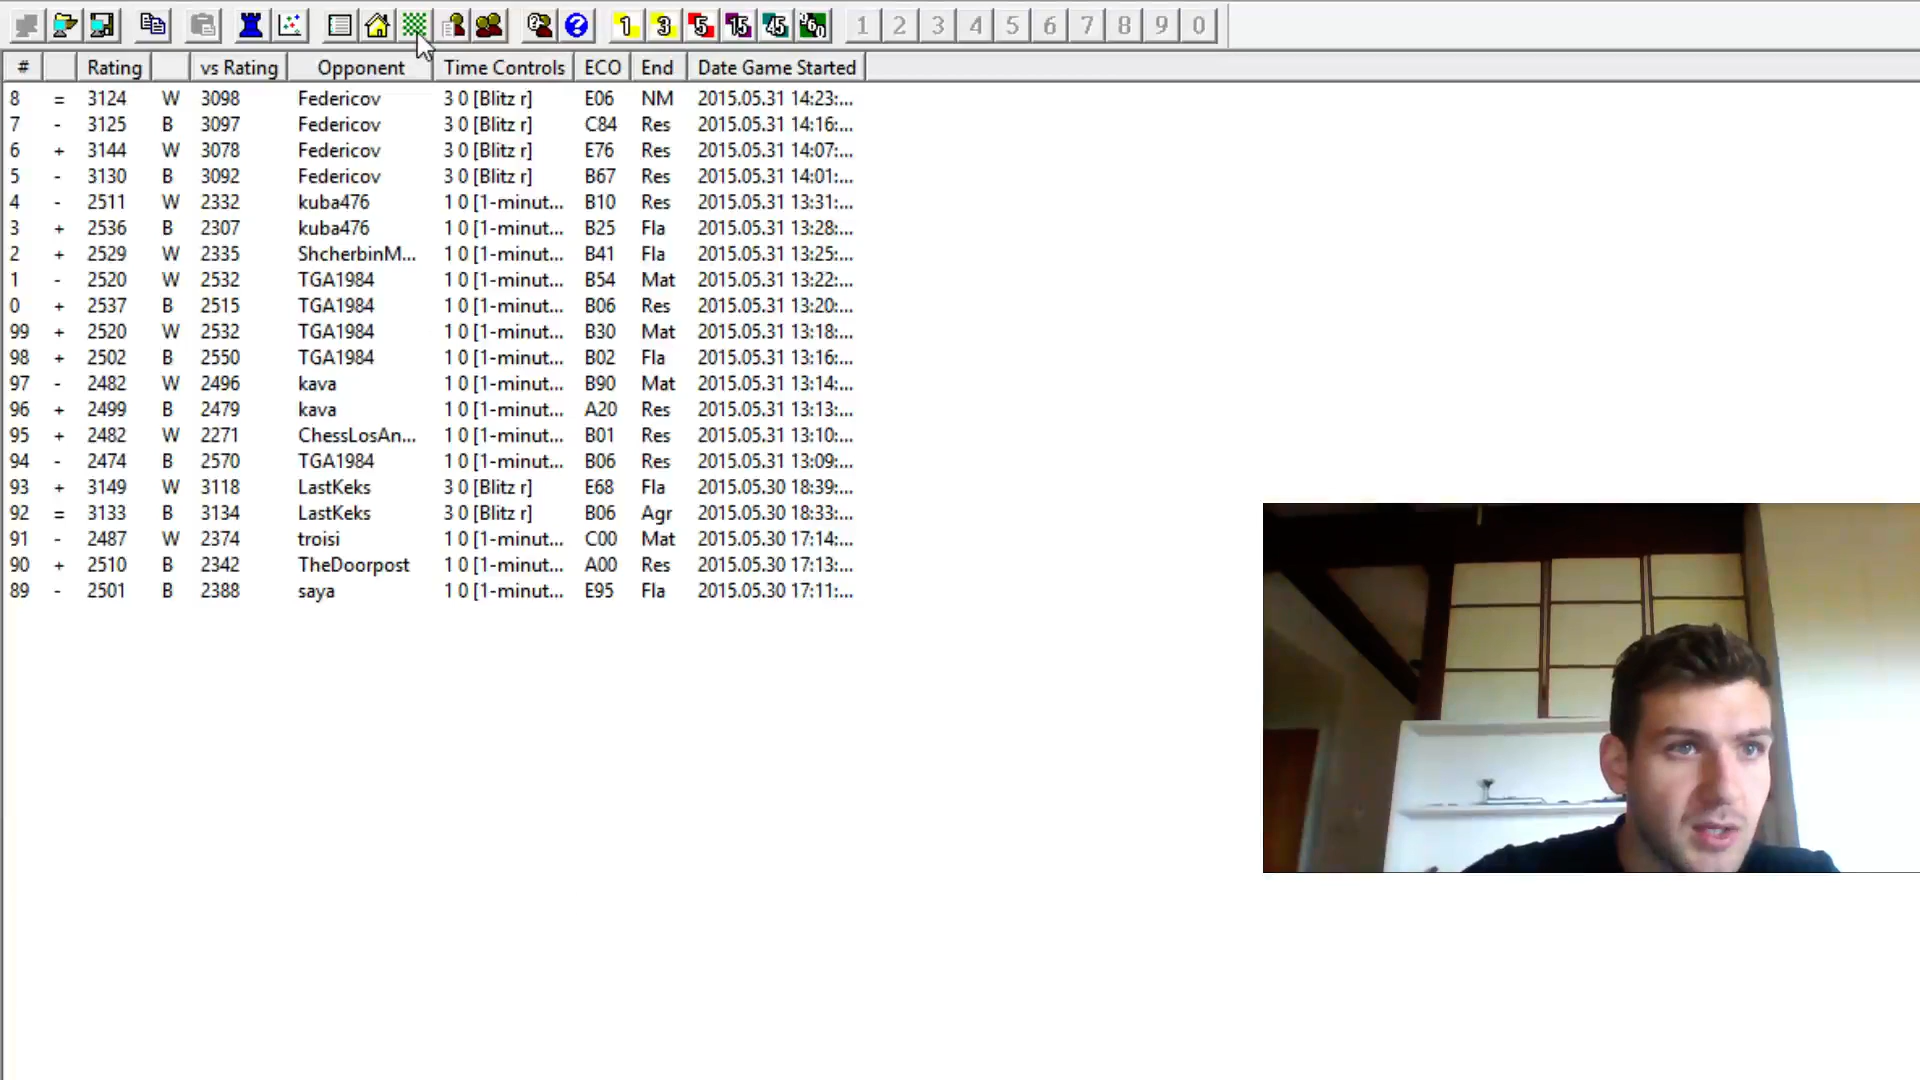 1 3 5 15 45 1 2 3 4 5 6 7 8 9 0
# Rating vs Rating Opponent Time Controls ECO End Date Game Started
8 = 3124 W 3098 Federicov 3 0 [Blitz r] E06 NM 2015.05.31 14:23:...
7 - 3125 B 3097 Federicov 3 0 [Blitz r] C84 Res 2015.05.31 14:16:...
6 + 3144 W 3078 Federicov 3 0 [Blitz r] E76 Res 2015.05.31 14:07:...
5 - 3130 B 3092 Federicov 3 0 [Blitz r] B67 Res 2015.05.31 14:01:...
4 - 2511 W 2332 kuba476 1 0 [1-minut... B10 Res 2015.05.31 13:31:...
3 + 2536 B 2307 kuba476 1 0 [1-minut... B25 Fla 2015.05.31 13:28:...
2 + 2529 W 2335 ShcherbinM... 1 0 [1-minut... B41 Fla 2015.05.31 13:25:...
1 - 2520 W 2532 TGA1984 1 0 [1-minut... B54 Mat 2015.05.31 13:22:...
0 + 2537 B 2515 TGA1984 1 0 [1-minut... B06 Res 2015.05.31 13:20:...
99 + 2520 W 2532 TGA1984 1 0 [1-minut... B30 Mat 2015.05.31 13:18:...
98 + 2502 B 2550 TGA1984 1 0 [1-minut... B02 Fla 2015.05.31 13:16:...
97 - 2482 W 2496 kava 1 0 [1-minut... B90 Mat 2015.05.31 13:14:...
96 + 2499 B 2479 kava 1 0 [1-minut... A20 Res 2015.05.31 13:13:...
95 + 2482 W 2271 ChessLosAn... 1 0 [1-minut... B01 Res 2015.05.31 13:10:...
94 - 2474 B 2570 TGA1984 1 0 [1-minut... B06 Res 2015.05.31 13:09:...
93 + 3149 W 3118 LastKeks 3 0 [Blitz r] E68 Fla 2015.05.30 18:39:...
92 = 3133 B 3134 LastKeks 3 0 [Blitz r] B06 Agr 2015.05.30 18:33:...
91 - 2487 W 2374 troisi 1 0 [1-minut... C00 Mat 2015.05.30 17:14:...
90 + 2510 B 2342 TheDoorpost 1 0 [1-minut... A00 Res 2015.05.30 17:13:...
89 - 2501 B 2388 saya 1 0 [1-minut... E95 Fla 2015.05.30 17:11:...